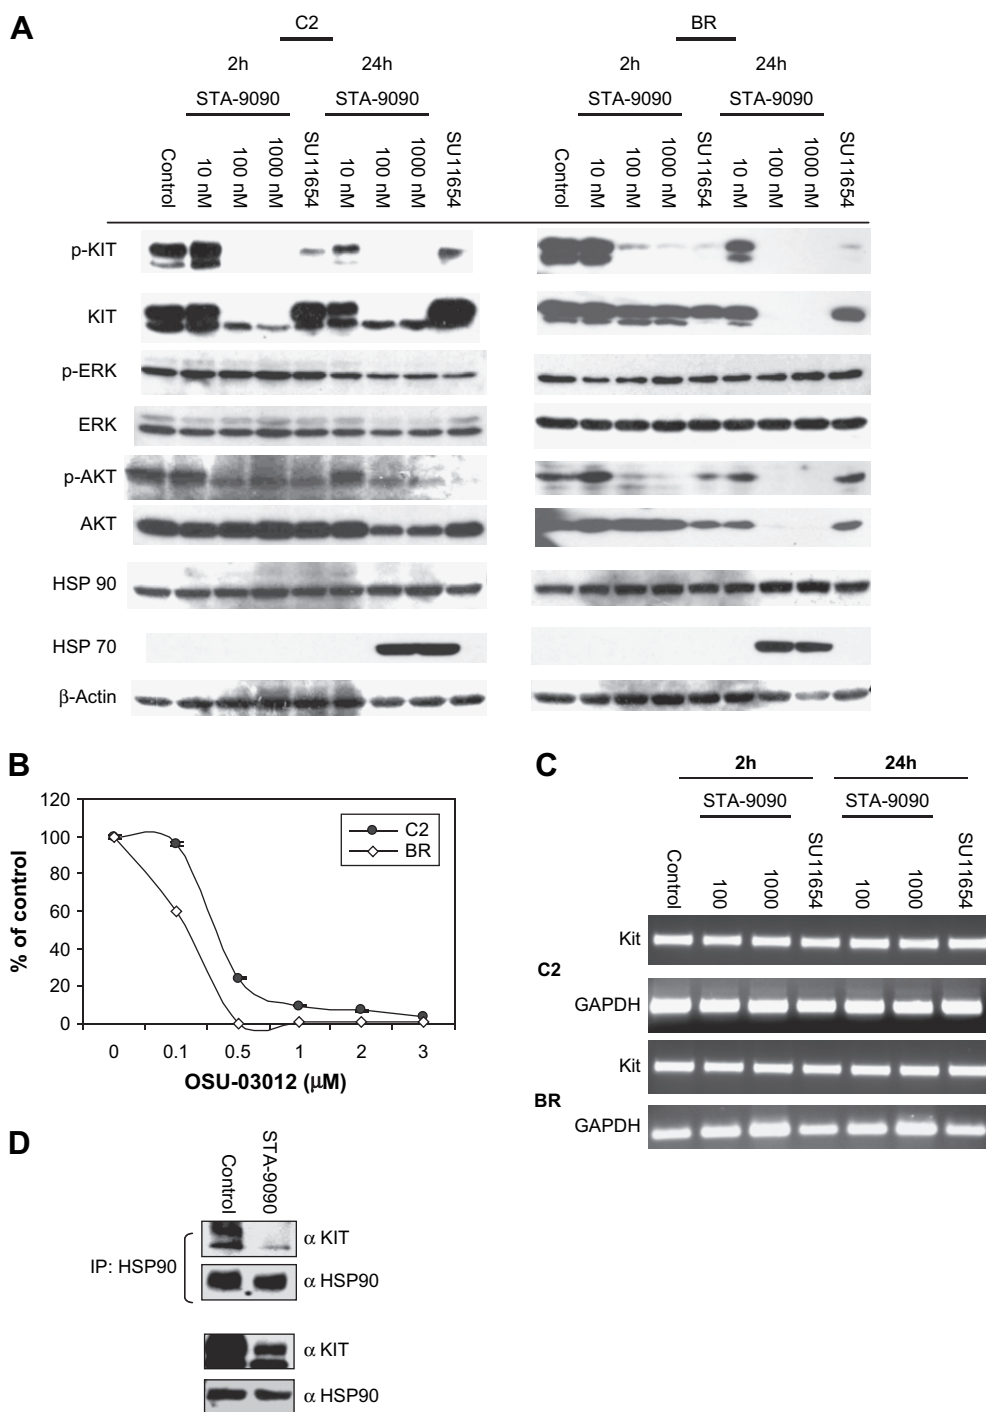 A
C2 BR
2h 24h 2h 24h
STA-9090 STA-9090 STA-9090 STA-9090
Control 10 nM 100 nM 1000 nM SU11654 10 nM 100 nM 1000 nM SU11654 Control 10 nM 100 nM 1000 nM SU11654 10 nM 100 nM 1000 nM SU11654
p-KIT
KIT
p-ERK
ERK
p-AKT
AKT
HSP 90
HSP 70
β-Actin
B
120
100
80
60
40
20
0
% of control
C2
BR
0 0.1 0.5 1 2 3
OSU-03012 (μM)
C
2h 24h
STA-9090 STA-9090
Control 100 1000 SU11654 100 1000 SU11654
Kit
C2
GAPDH
Kit
BR
GAPDH
D
Control STA-9090
IP: HSP90
α KIT
α HSP90
α KIT
α HSP90